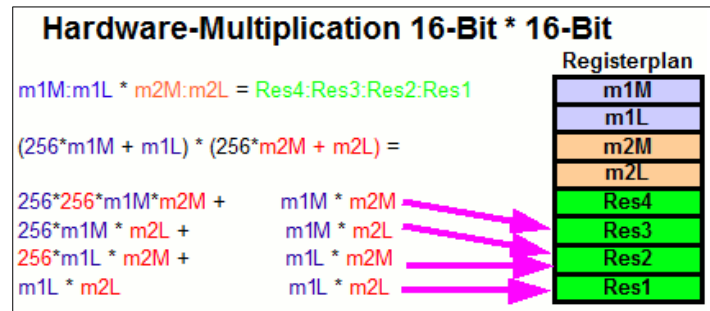 Hardware-Multiplication 16-Bit * 16-Bit
Registerplan
m1M:m1L * m2M:m2L = Res4:Res3:Res2:Res1
m1M
m1L
(256*m1M + m1L) * (256*m2M + m2L) =
m2M
m2L
256*256*m1M*m2M + m1M * m2M
Res4
256*m1M * m2L + m1M * m2L
Res3
256*m1L * m2M + m1L * m2M
Res2
m1L * m2L m1L * m2L
Res1